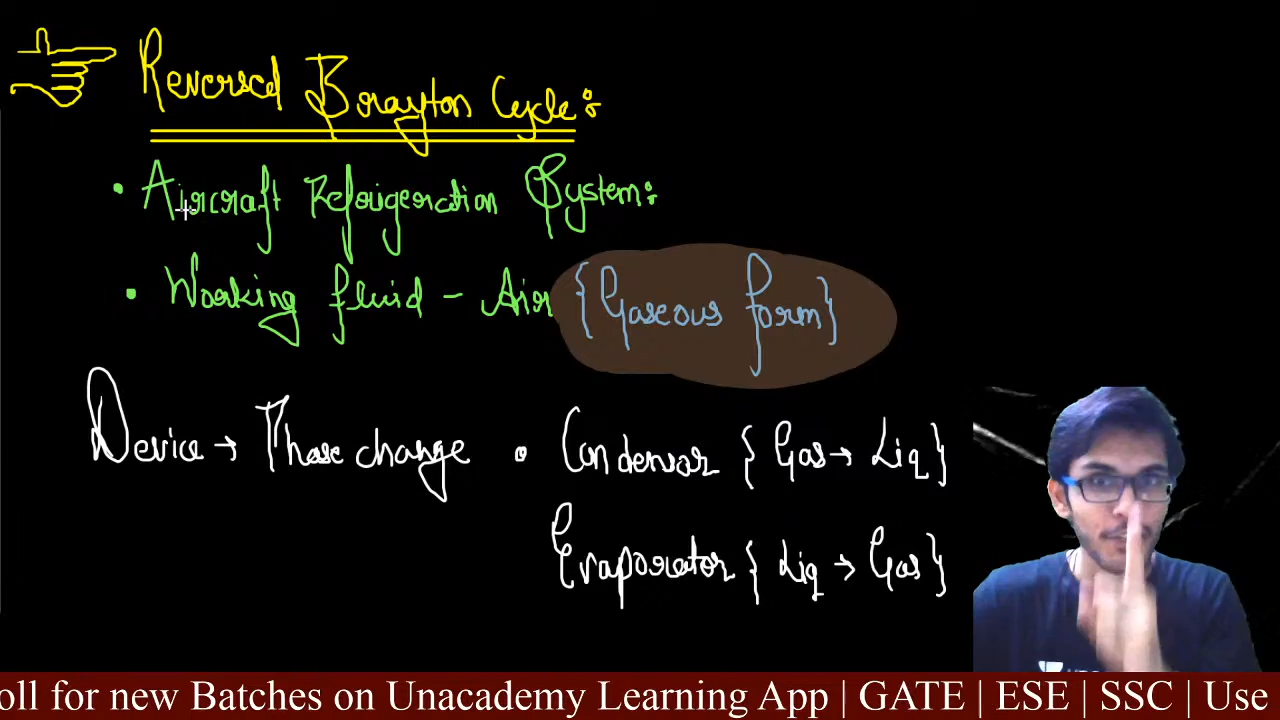 Reversed Brayton Cycle:
• Aircraft Refrigeration System:
• Working fluid - Air {Gaseous form}
Device → Phase change • Condensor {Gas → Liq}
Evaporator {Liq → Gas}
oll for new Batches on Unacademy Learning App | GATE | ESE | SSC | Use